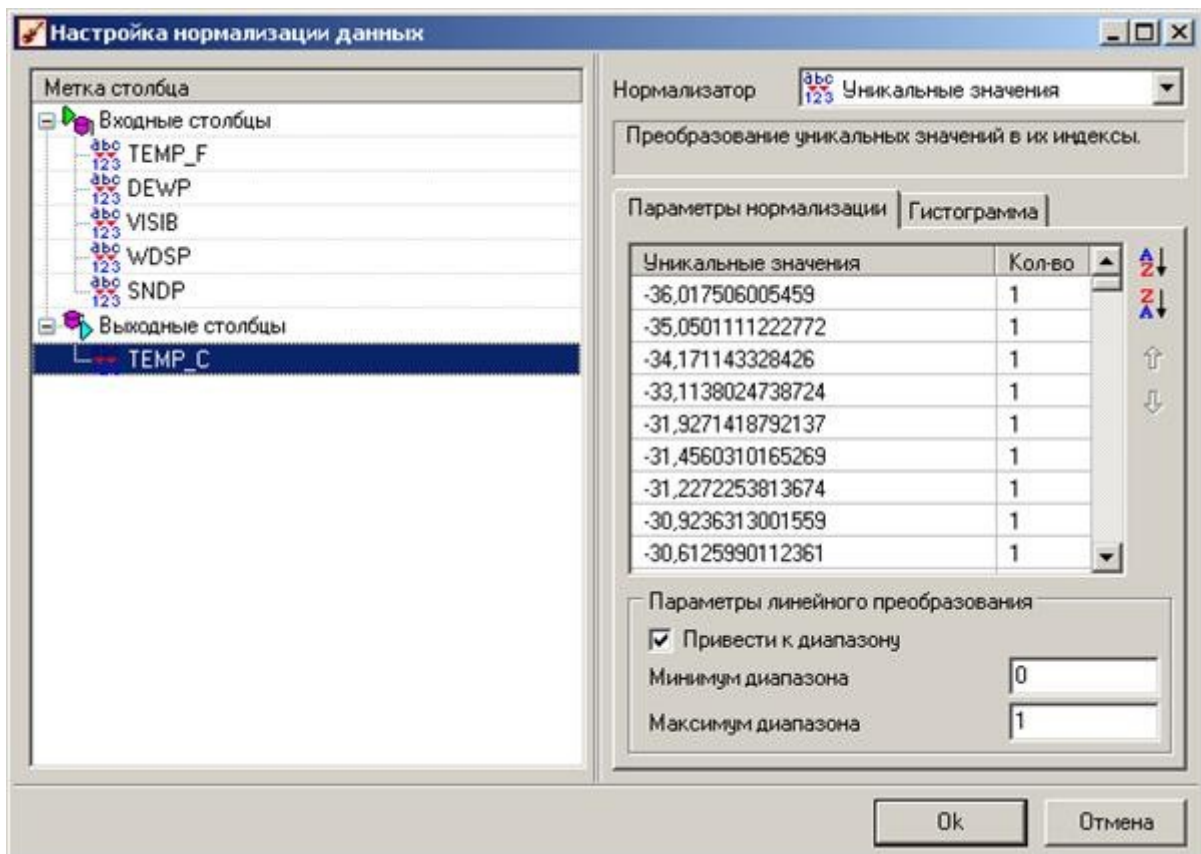 Настройка нормализации данных
Метка столбца
Входные столбцы
TEMP_F
DEWP
VISIB
WDSP
SNDP
Выходные столбцы
TEMP_C
Нормализатор Уникальные значения
Преобразование уникальных значений в их индексы.
Параметры нормализации Гистограмма
Уникальные значения Кол-во
-36,017506005459 1
-35,0501111222772 1
-34,171143328426 1
-33,11138024738724 1
-31,9271418792137 1
-31,4560310165269 1
-31,2272253813674 1
-30,9236313001559 1
-30,6125990112361 1
Параметры линейного преобразования
Привести к диапазону
Минимум диапазона 0
Максимум диапазона 1
Ok Отмена